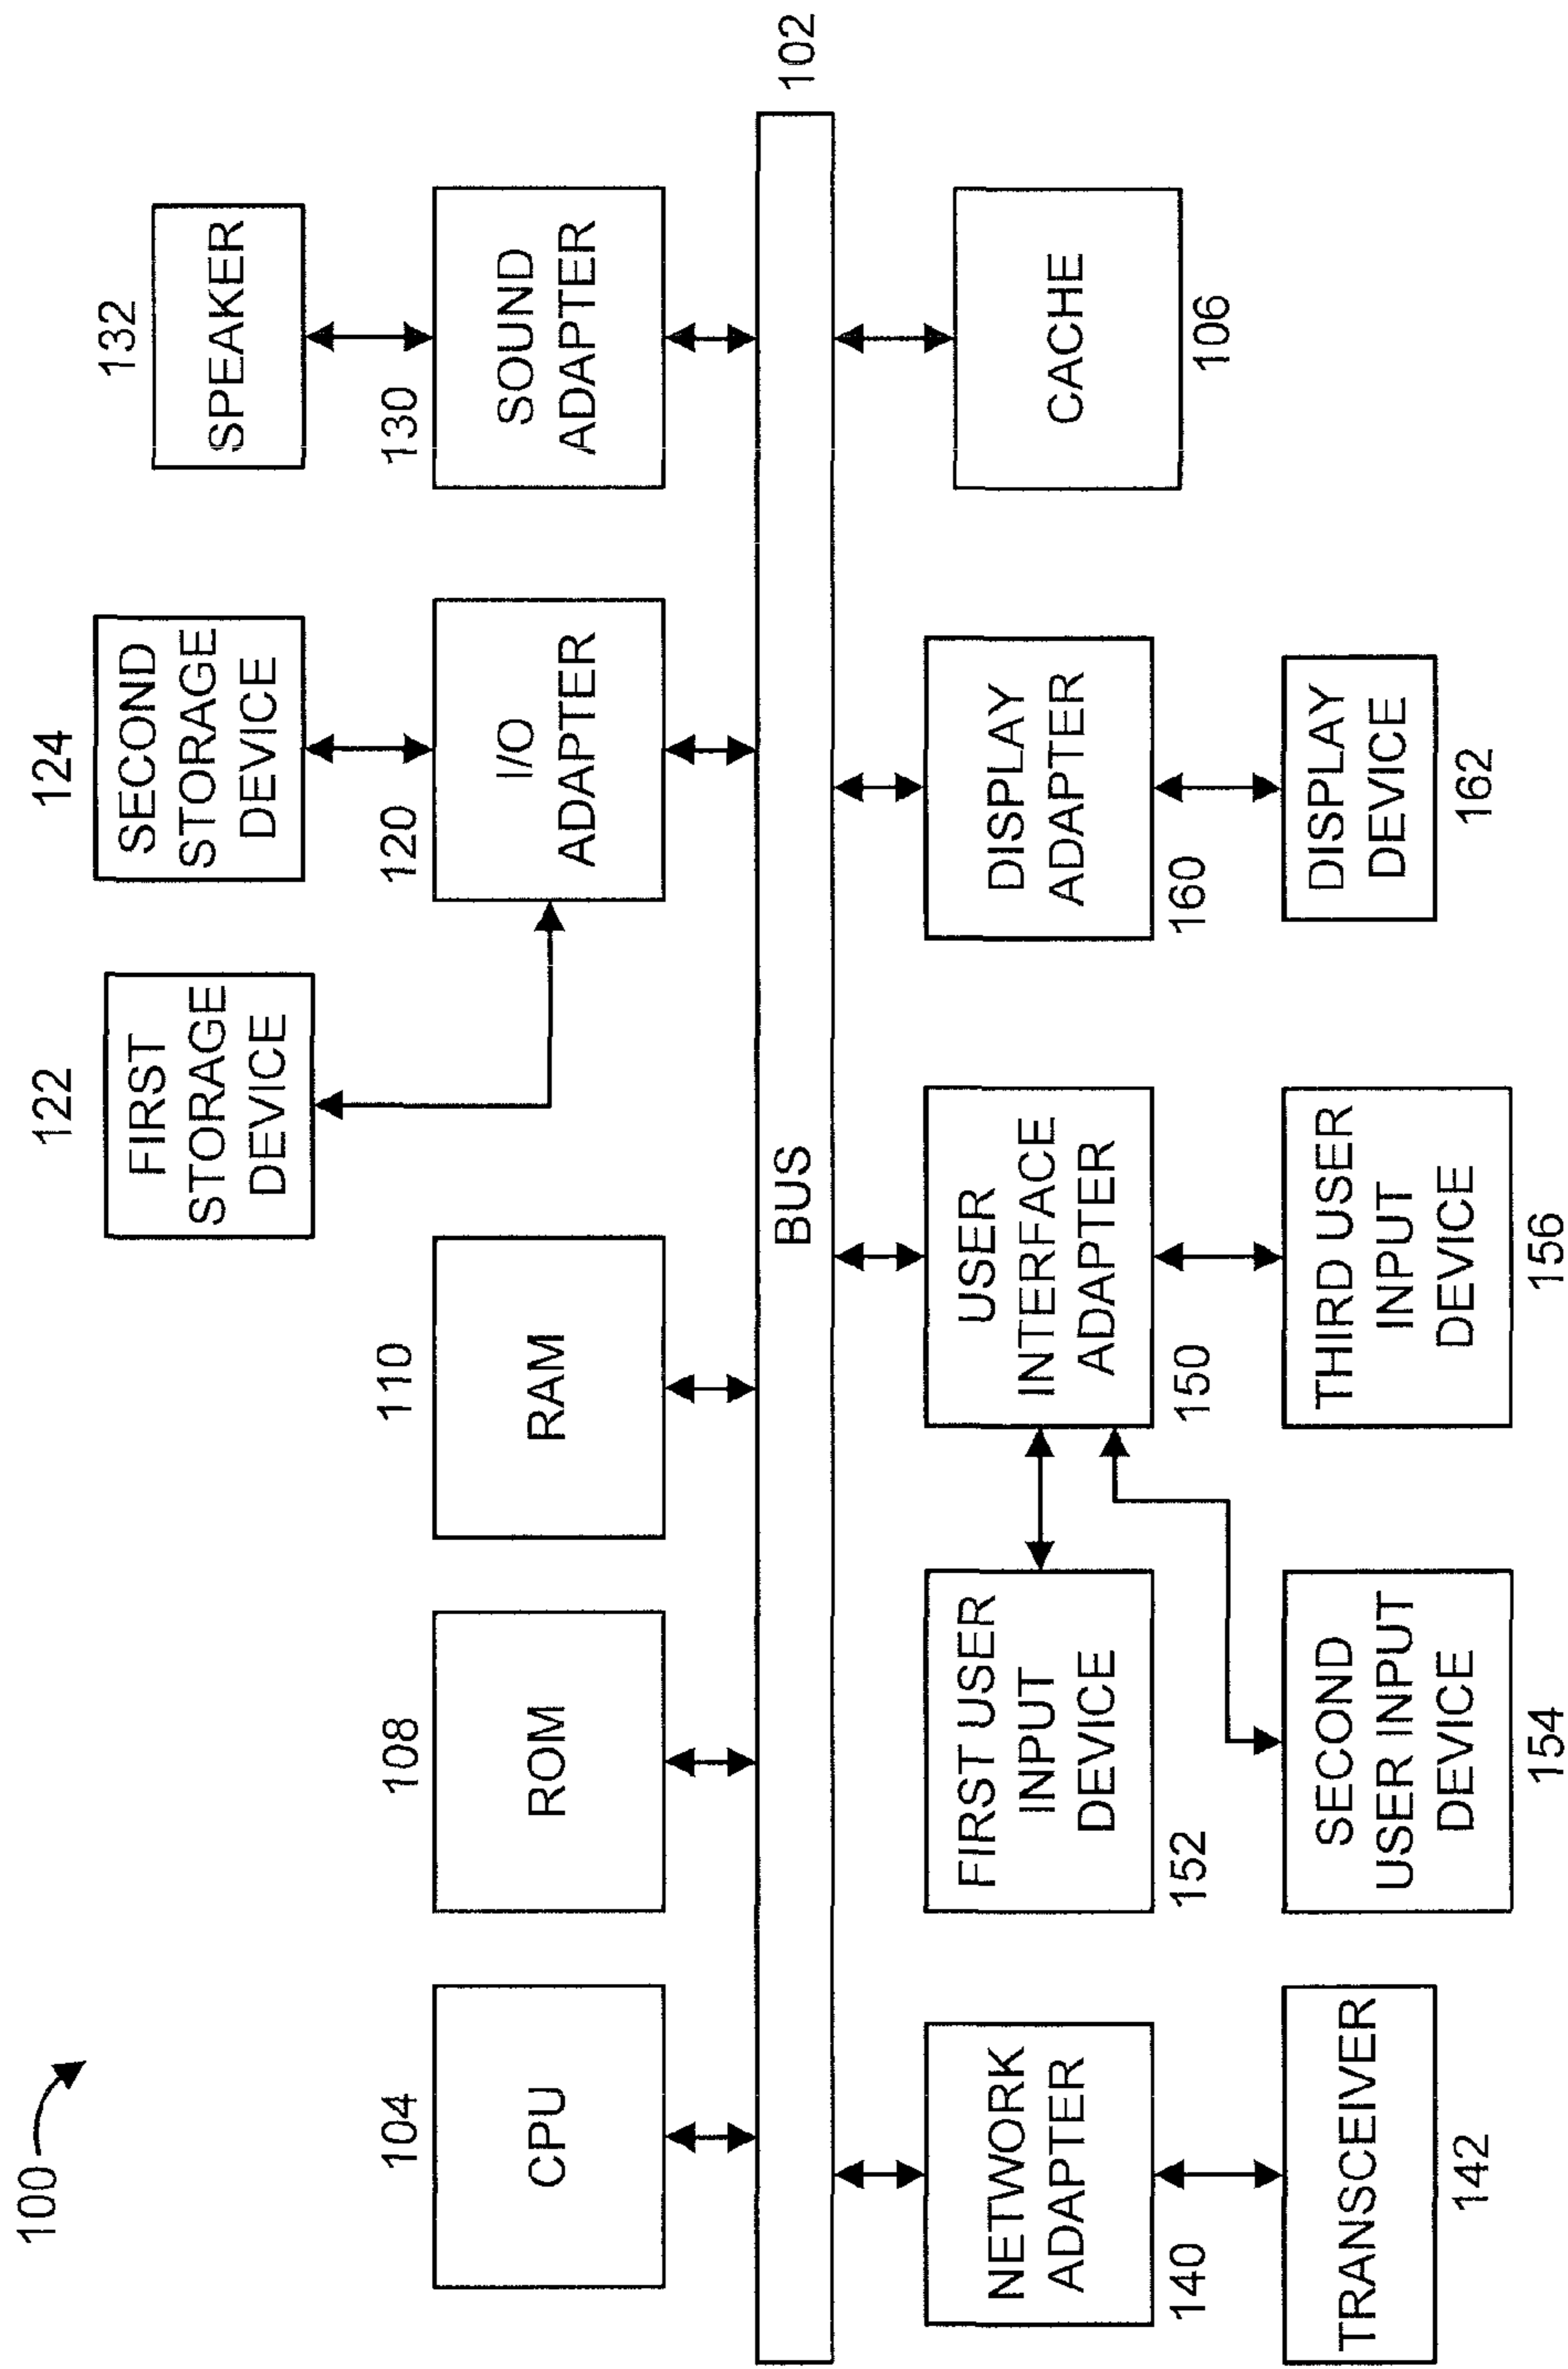 100
122
124
132
FIRST
STORAGE
DEVICE
SECOND
STORAGE
DEVICE
SPEAKER
104
108
110
120
130
CPU
ROM
RAM
I/O
ADAPTER
SOUND
ADAPTER
BUS
102
NETWORK
ADAPTER
FIRST USER
INPUT
DEVICE
USER
INTERFACE
ADAPTER
DISPLAY
ADAPTER
CACHE
140
152
150
160
106
TRANSCEIVER
SECOND
USER INPUT
DEVICE
THIRD USER
INPUT
DEVICE
DISPLAY
DEVICE
142
154
156
162